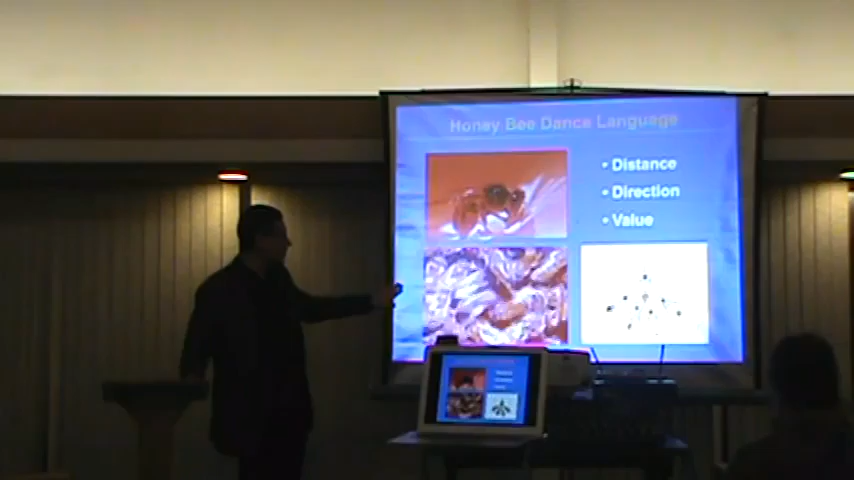 Honey Bee Dance Language
• Distance
• Direction
• Value